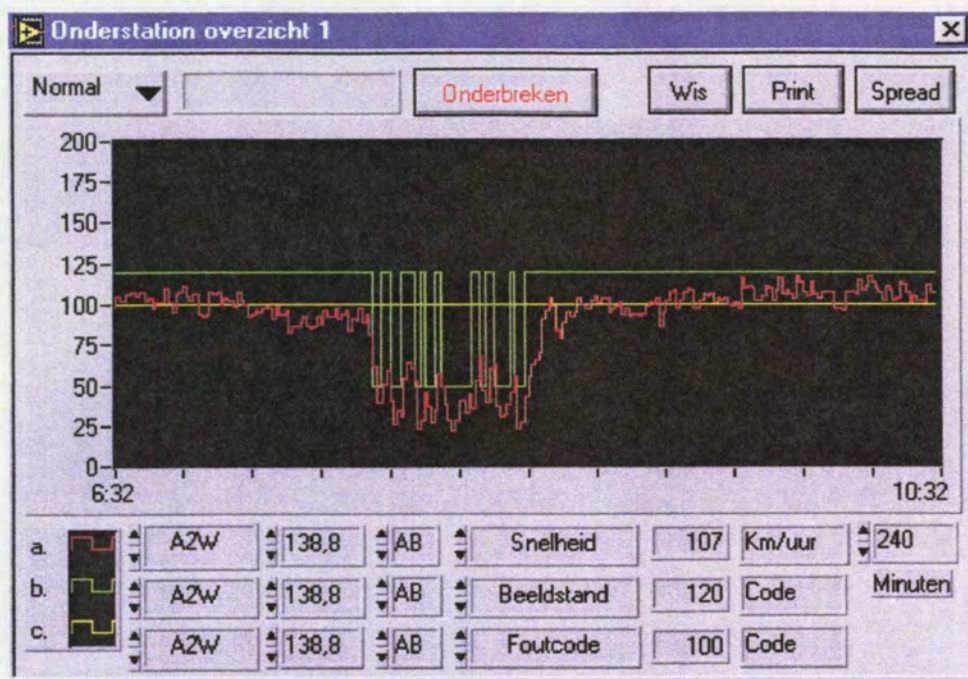 Onderstation overzicht 1
Normal Onderbreken Wis Print Spread
200
175
150
125
100
75
50
25
0
6:32 10:32
a. A2W 138,8 AB Snelheid 107 Km/uur 240
b. A2W 138,8 AB Beeldstand 120 Code Minuten
c. A2W 138,8 AB Foutcode 100 Code